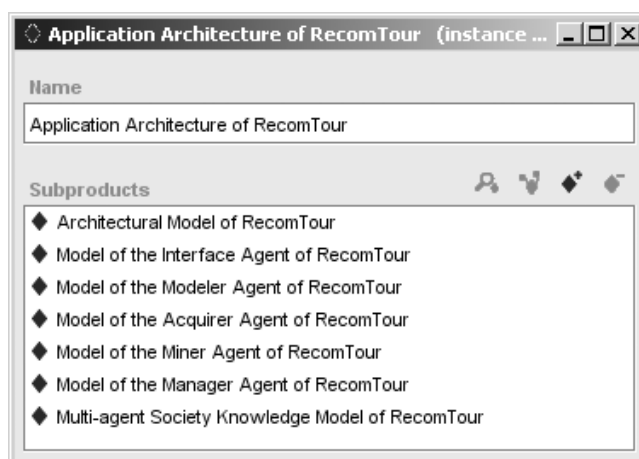 Application Architecture of RecomTour (instance ...
Name
Application Architecture of RecomTour
Subproducts
Architectural Model of RecomTour
Model of the Interface Agent of RecomTour
Model of the Modeler Agent of RecomTour
Model of the Acquirer Agent of RecomTour
Model of the Miner Agent of RecomTour
Model of the Manager Agent of RecomTour
Multi-agent Society Knowledge Model of RecomTour